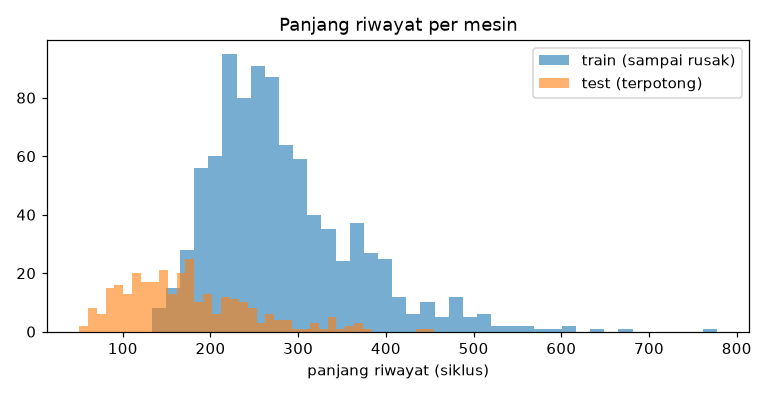 Panjang riwayat per mesin
train (sampai rusak)
test (terpotong)
80
60
40
20
0
100 200 300 400 500 600 700 800
panjang riwayat (siklus)